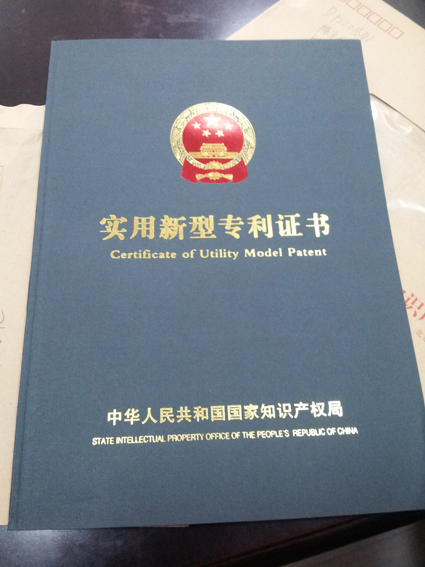 实用新型专利证书
Certificate of Utility Model Patent
中华人民共和国国家知识产权局
STATE INTELLECTUAL PROPERTY OFFICE OF THE PEOPLE'S REPUBLIC OF CHINA